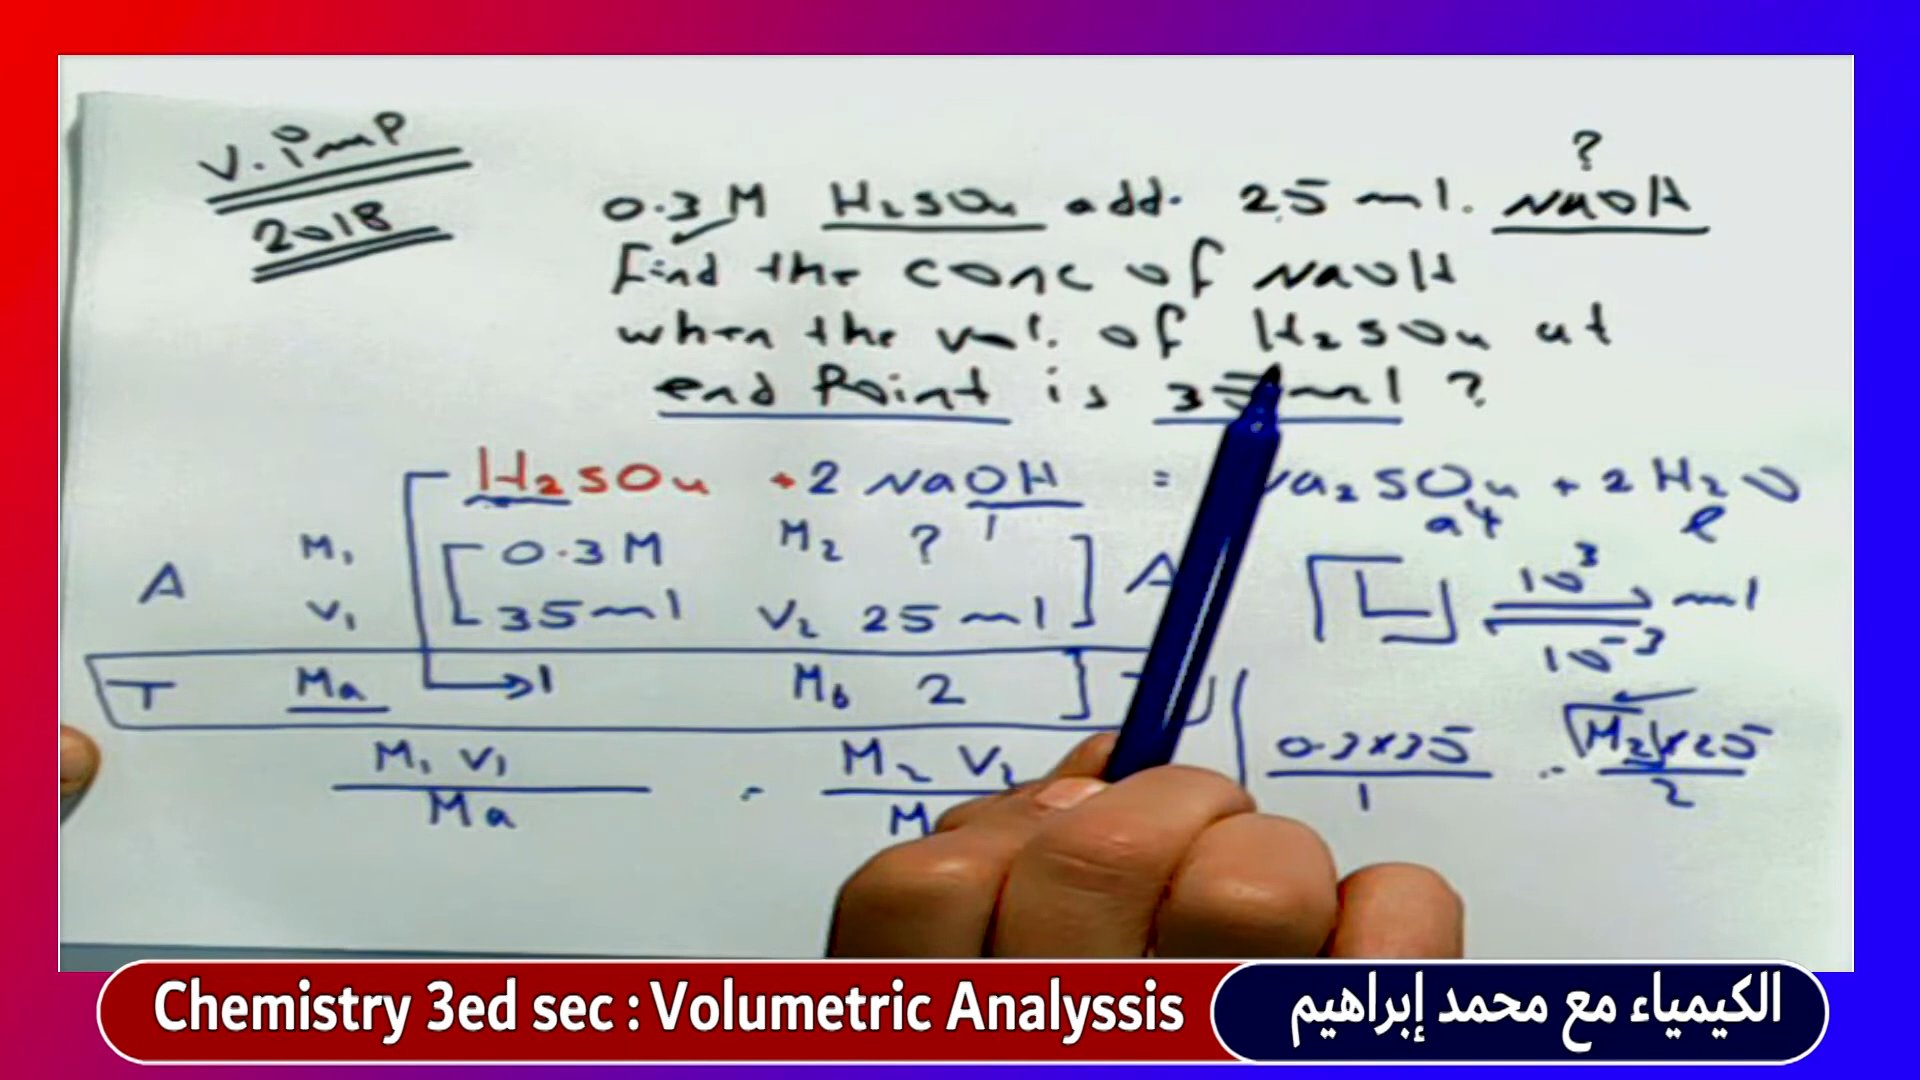 V. imp
2018
?
0.3 M H₂SO₄ add. 25 ml. NaOH
Find the conc of NaOH
when the vol. of H₂SO₄ at
end Point is 35 ml ?
H₂SO₄ + 2 NaOH = Na₂SO₄ + 2 H₂O
1 aq l
A M₁ 0.3 M M₂ ? A
V₁ 35 ml V₂ 25 ml
L 10³ ml
10⁻³
T Ma 1 Mb 2
M₁ V₁ = M₂ V₂
Ma M
0.3 x 35 = M₂ x 25
1 2
Chemistry 3ed sec : Volumetric Analyssis
الكيمياء مع محمد إبراهيم